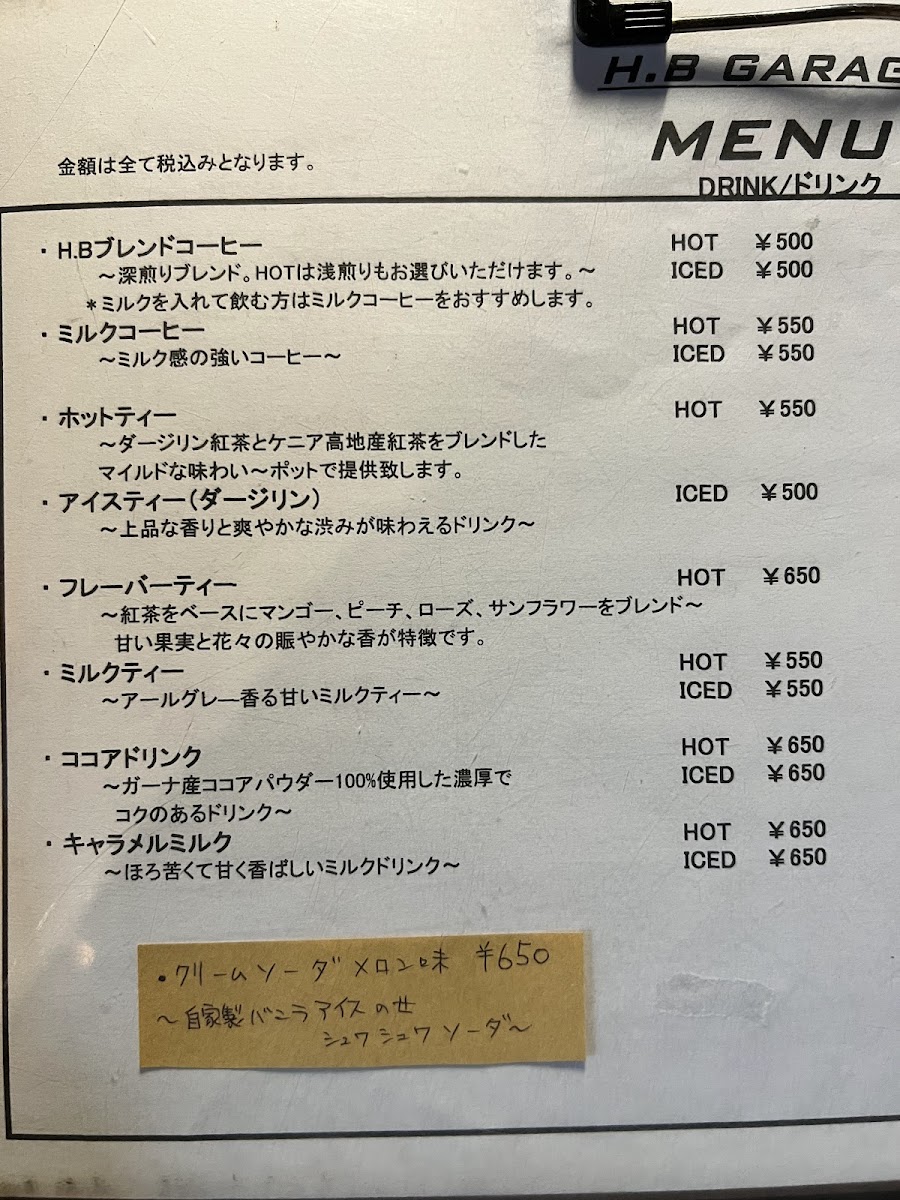 H.B GARAG
MENU
金額は全て税込みとなります。
DRINK/ドリンク
・H.Bブレンドコーヒー HOT ￥500
～深煎りブレンド。HOTは浅煎りもお選びいただけます。～ ICED ￥500
＊ミルクを入れて飲む方はミルクコーヒーをおすすめします。
・ミルクコーヒー HOT ￥550
～ミルク感の強いコーヒー～ ICED ￥550
・ホットティー HOT ￥550
～ダージリン紅茶とケニア高地産紅茶をブレンドした
マイルドな味わい～ポットで提供致します。
・アイスティー（ダージリン） ICED ￥500
～上品な香りと爽やかな渋みが味わえるドリンク～
・フレーバーティー HOT ￥650
～紅茶をベースにマンゴー、ピーチ、ローズ、サンフラワーをブレンド～
甘い果実と花々の賑やかな香が特徴です。
・ミルクティー HOT ￥550
～アールグレ―香る甘いミルクティー～ ICED ￥550
・ココアドリンク HOT ￥650
～ガーナ産ココアパウダー100%使用した濃厚で ICED ￥650
コクのあるドリンク～
・キャラメルミルク HOT ￥650
～ほろ苦くて甘く香ばしいミルクドリンク～ ICED ￥650
・クリームソーダ メロン味 ￥650
～自家製バニラアイスのせ
シュワシュワソーダ～